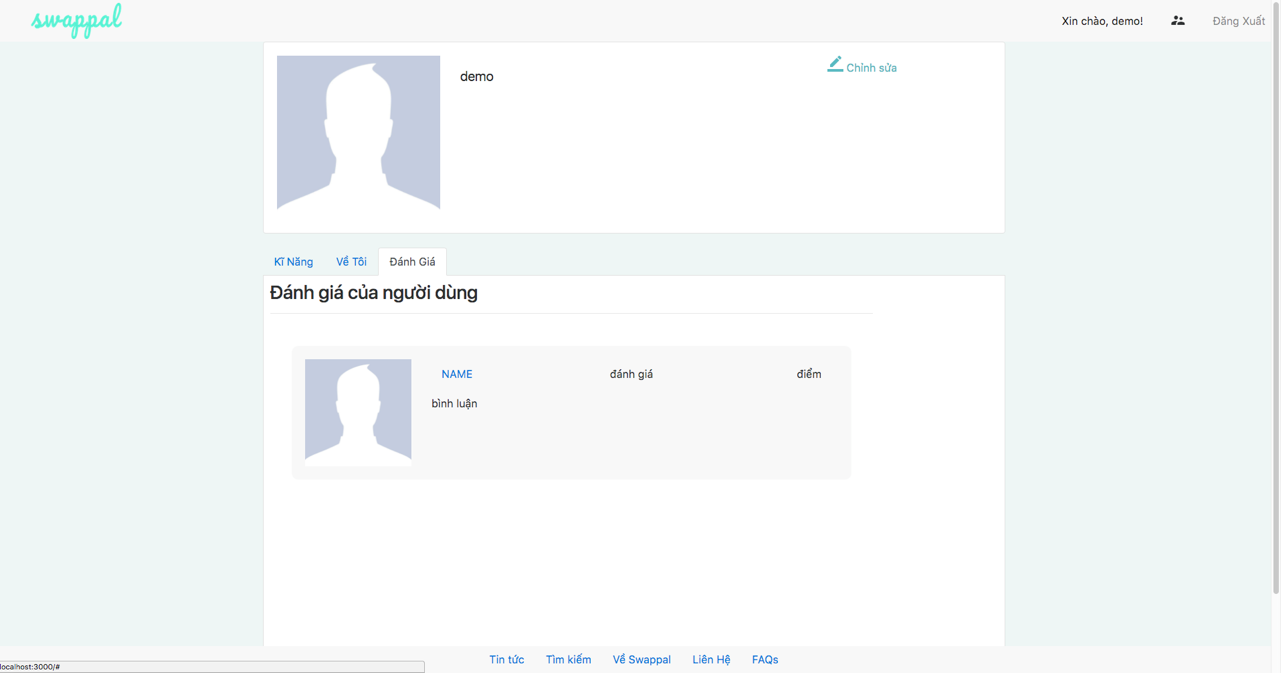 swappal
Xin chào, demo!
Đăng Xuất
demo
Chỉnh sửa
Kĩ Năng
Về Tôi
Đánh Giá
Đánh giá của người dùng
NAME
đánh giá
điểm
bình luận
Tin tức
Tìm kiếm
Về Swappal
Liên Hệ
FAQs
localhost:3000/#